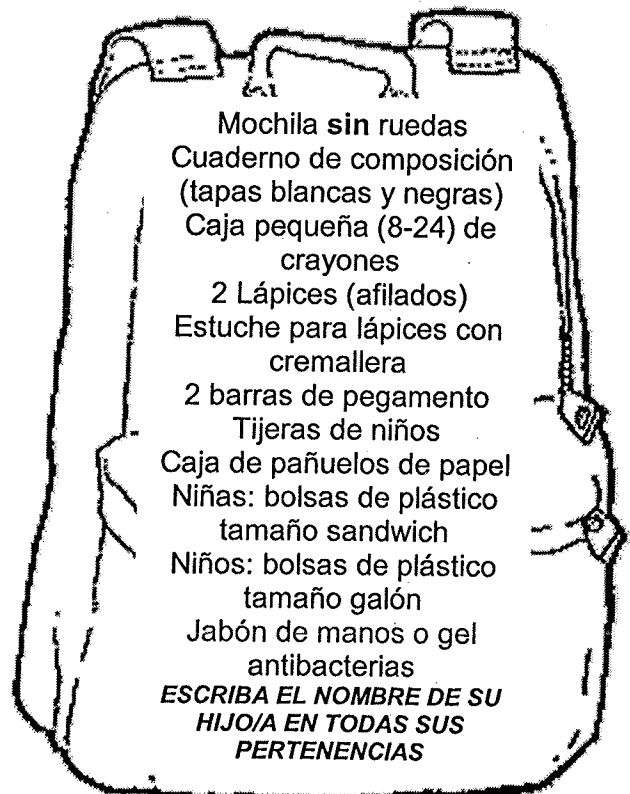 Mochila sin ruedas
Cuaderno de composición
(tapas blancas y negras)
Caja pequeña (8-24) de
crayones
2 Lápices (afilados)
Estuche para lápices con
cremallera
2 barras de pegamento
Tijeras de niños
Caja de pañuelos de papel
Niñas: bolsas de plástico
tamaño sandwich
Niños: bolsas de plástico
tamaño galón
Jabón de manos o gel
antibacterias
ESCRIBA EL NOMBRE DE SU
HIJO/A EN TODAS SUS
PERTENENCIAS